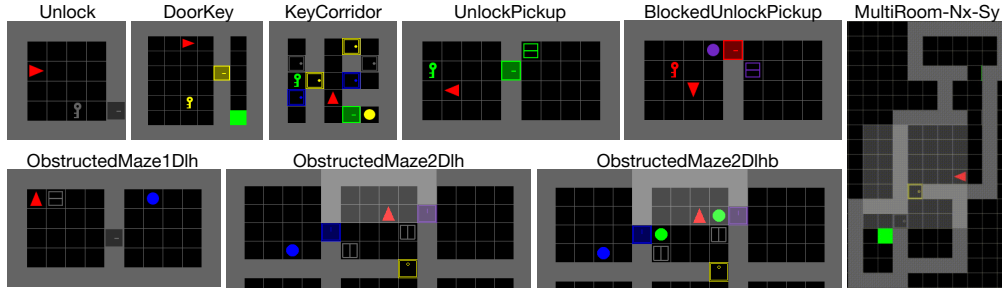 Unlock
DoorKey
KeyCorridor
UnlockPickup
BlockedUnlockPickup
MultiRoom-Nx-Sy
ObstructedMaze1Dlh
ObstructedMaze2Dlh
ObstructedMaze2Dlhb